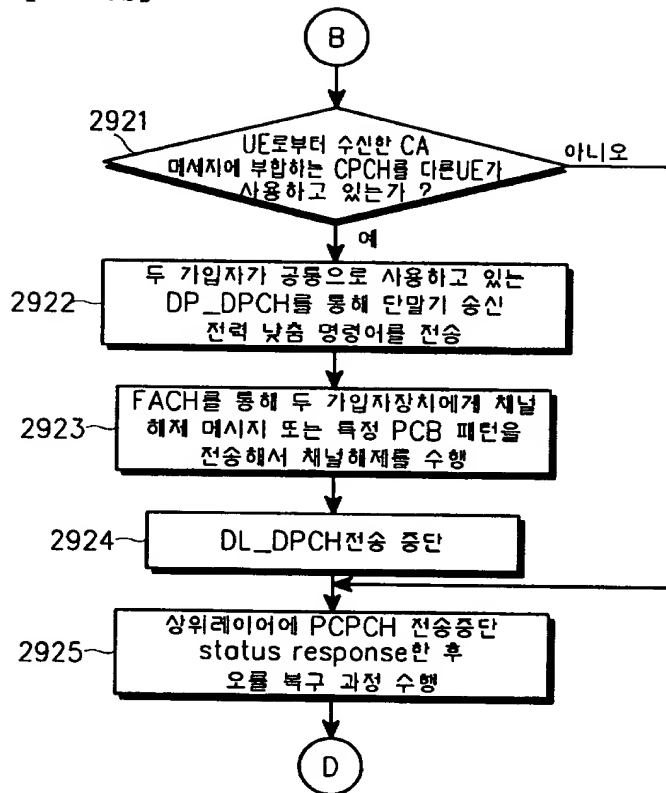 B
2921
UE로부터 수신한 CA
메세지에 부합하는 CPCH를 다른UE가
사용하고 있는가 ?
아니오
예
2922
두 가입자가 공통으로 사용하고 있는
DP_DPCH를 통해 단말기 송신
전력 낮춤 명령어를 전송
2923
FACH를 통해 두 가입자장치에게 채널
해제 메시지 또는 특정 PCB 패턴을
전송해서 채널해제를 수행
2924
DL_DPCH전송 중단
2925
상위레이어에 PCPCH 전송중단
status response한 후
오률 복구 과정 수행
D